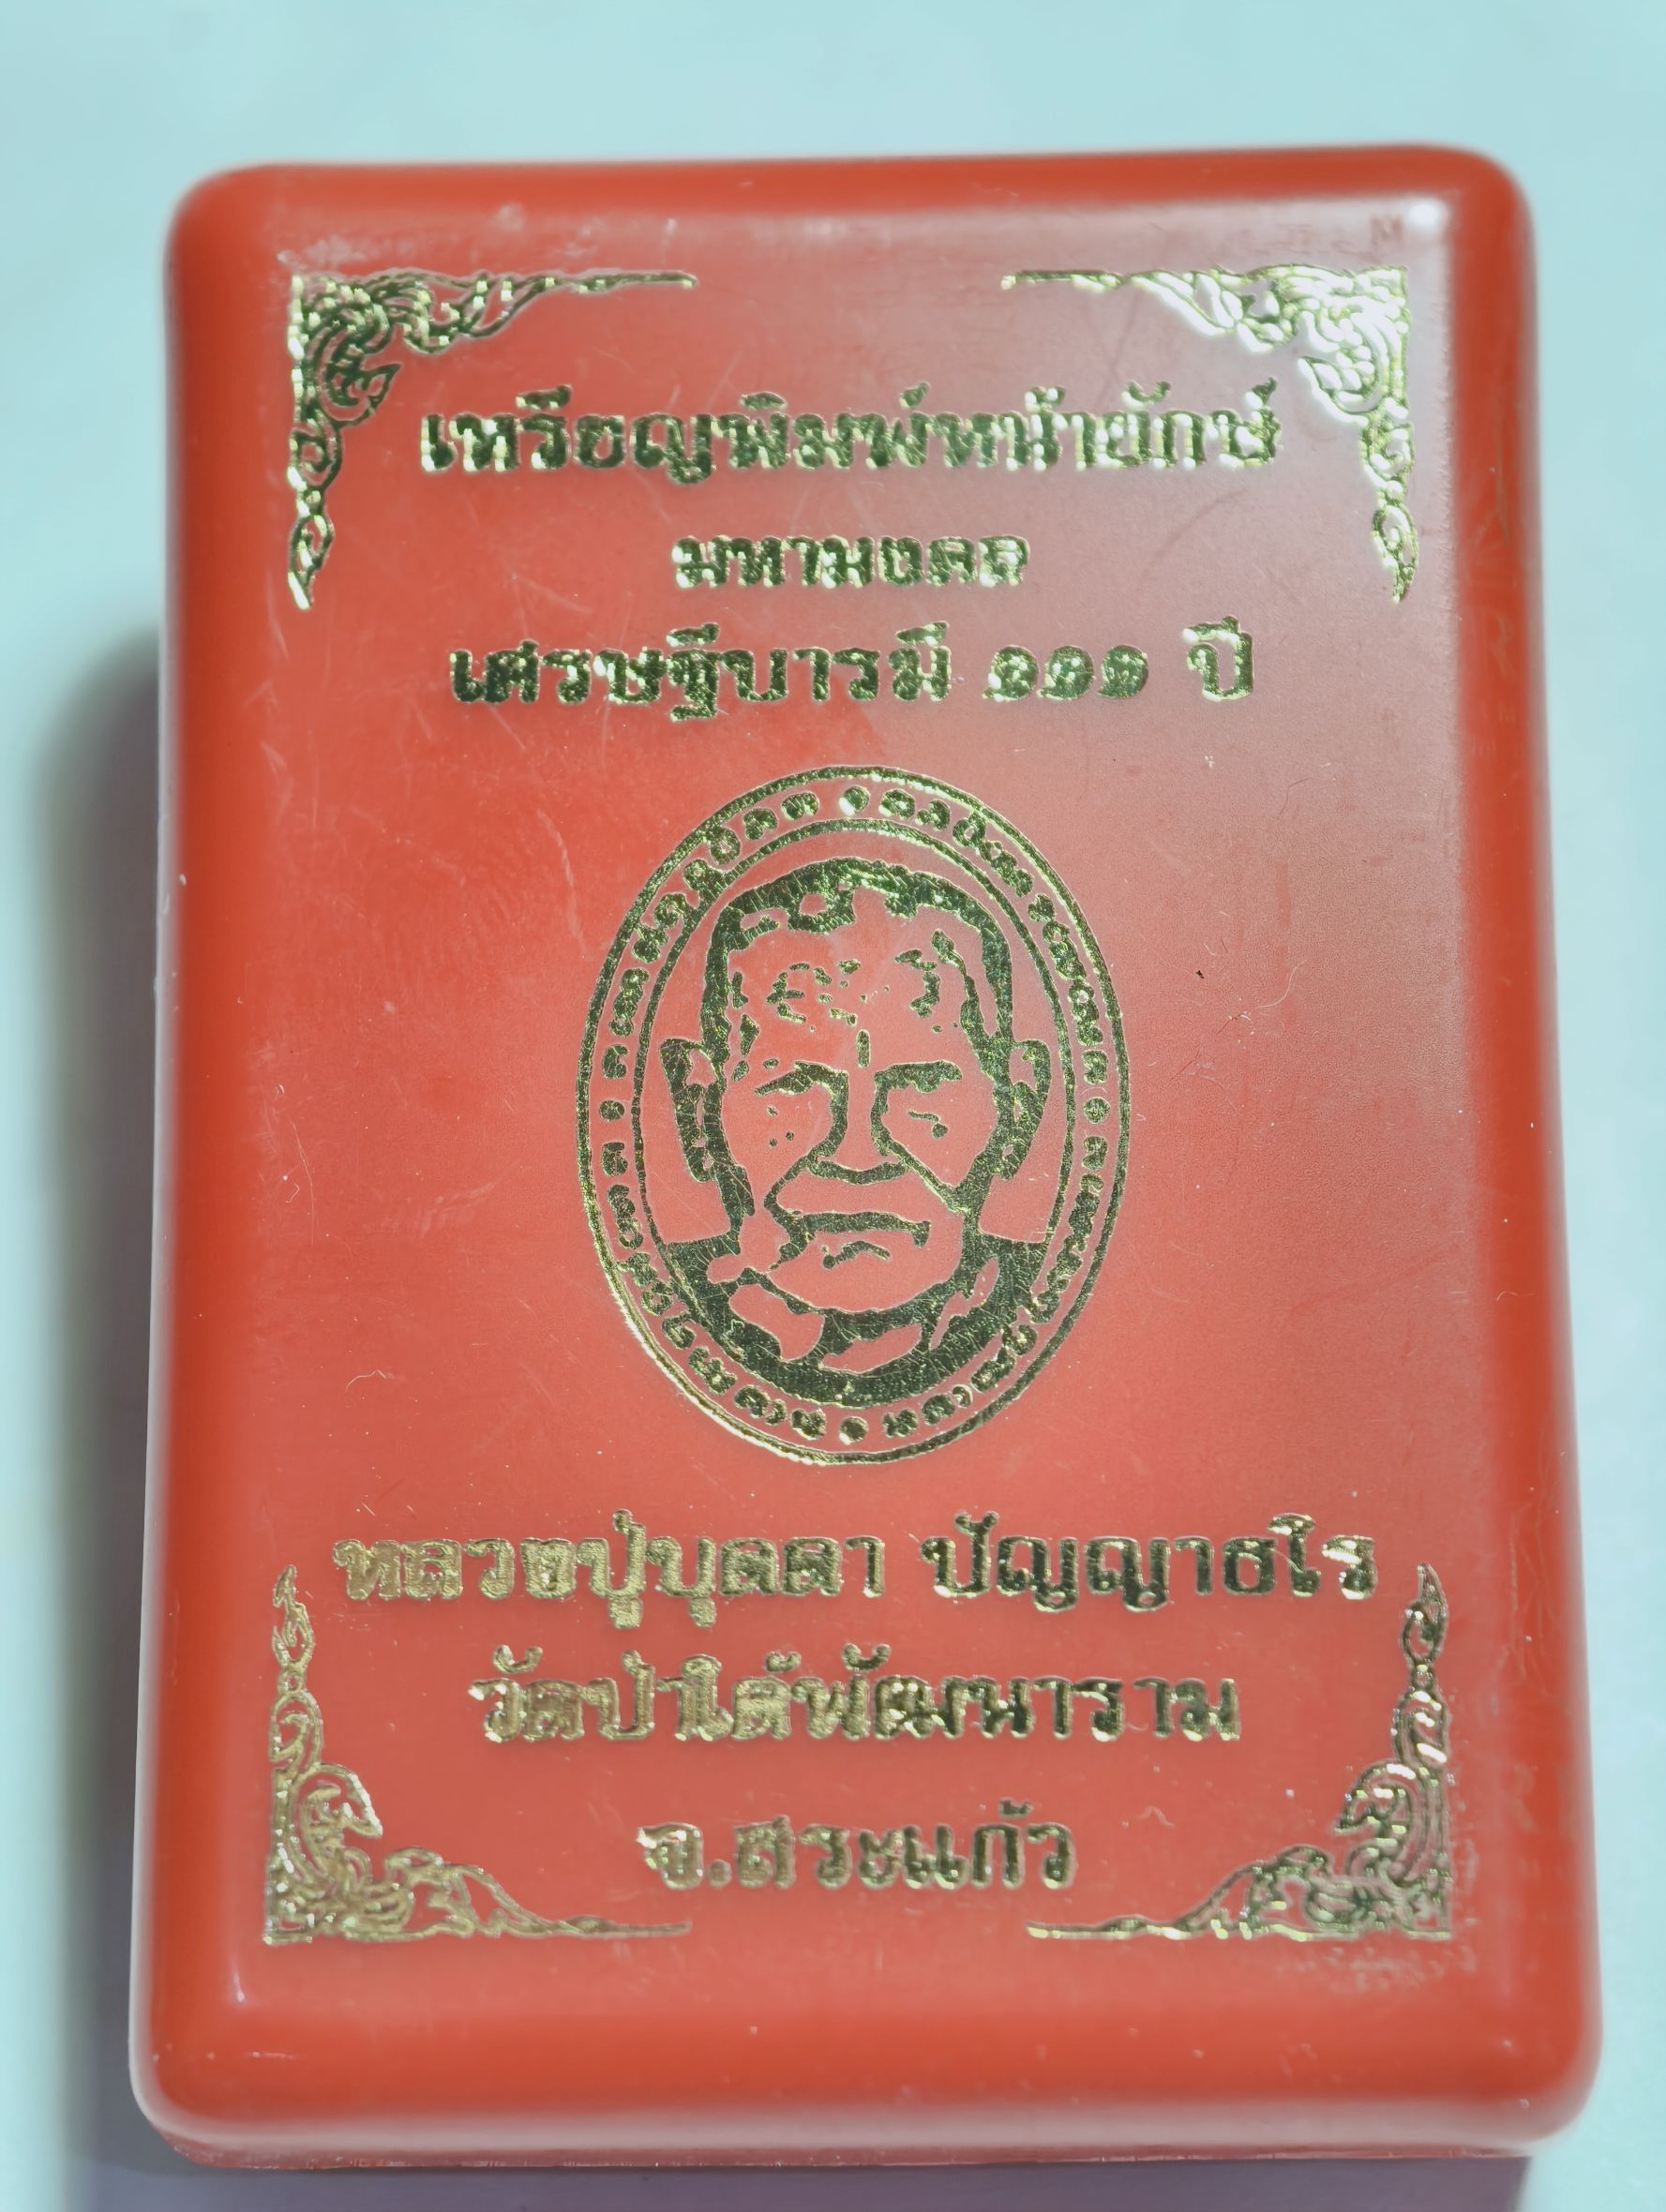 เหรียญพิมพ์หน้ายักษ์
มหามงคล
เศรษฐีบารมี ๑๑๑ ปี
หลวงปู่บุดดา ปัญญาธโร
วัดป่าใต้พัฒนาราม
จ.สระแก้ว